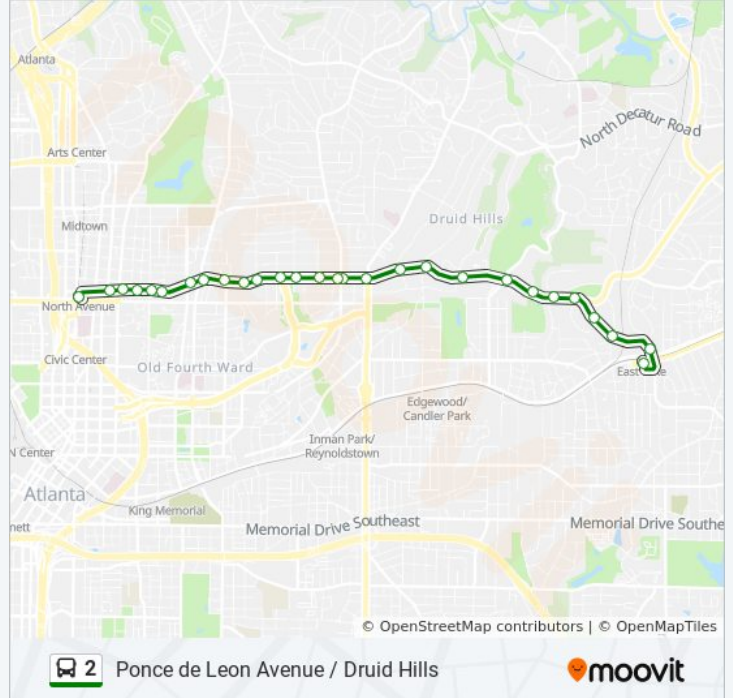 Atlanta
North Decatur Road
Arts Center
Druid Hills
Midtown
North Avenue
Civic Center
Old Fourth Ward
East
Edgewood/
Candler Park
Inman Park/
Reynoldstown
N Center
Atlanta
King Memorial
nett
Memorial Drive Southeast
Memorial Drive Southe
© OpenStreetMap contributors | © OpenMapTiles
2 Ponce de Leon Avenue / Druid Hills
moovit